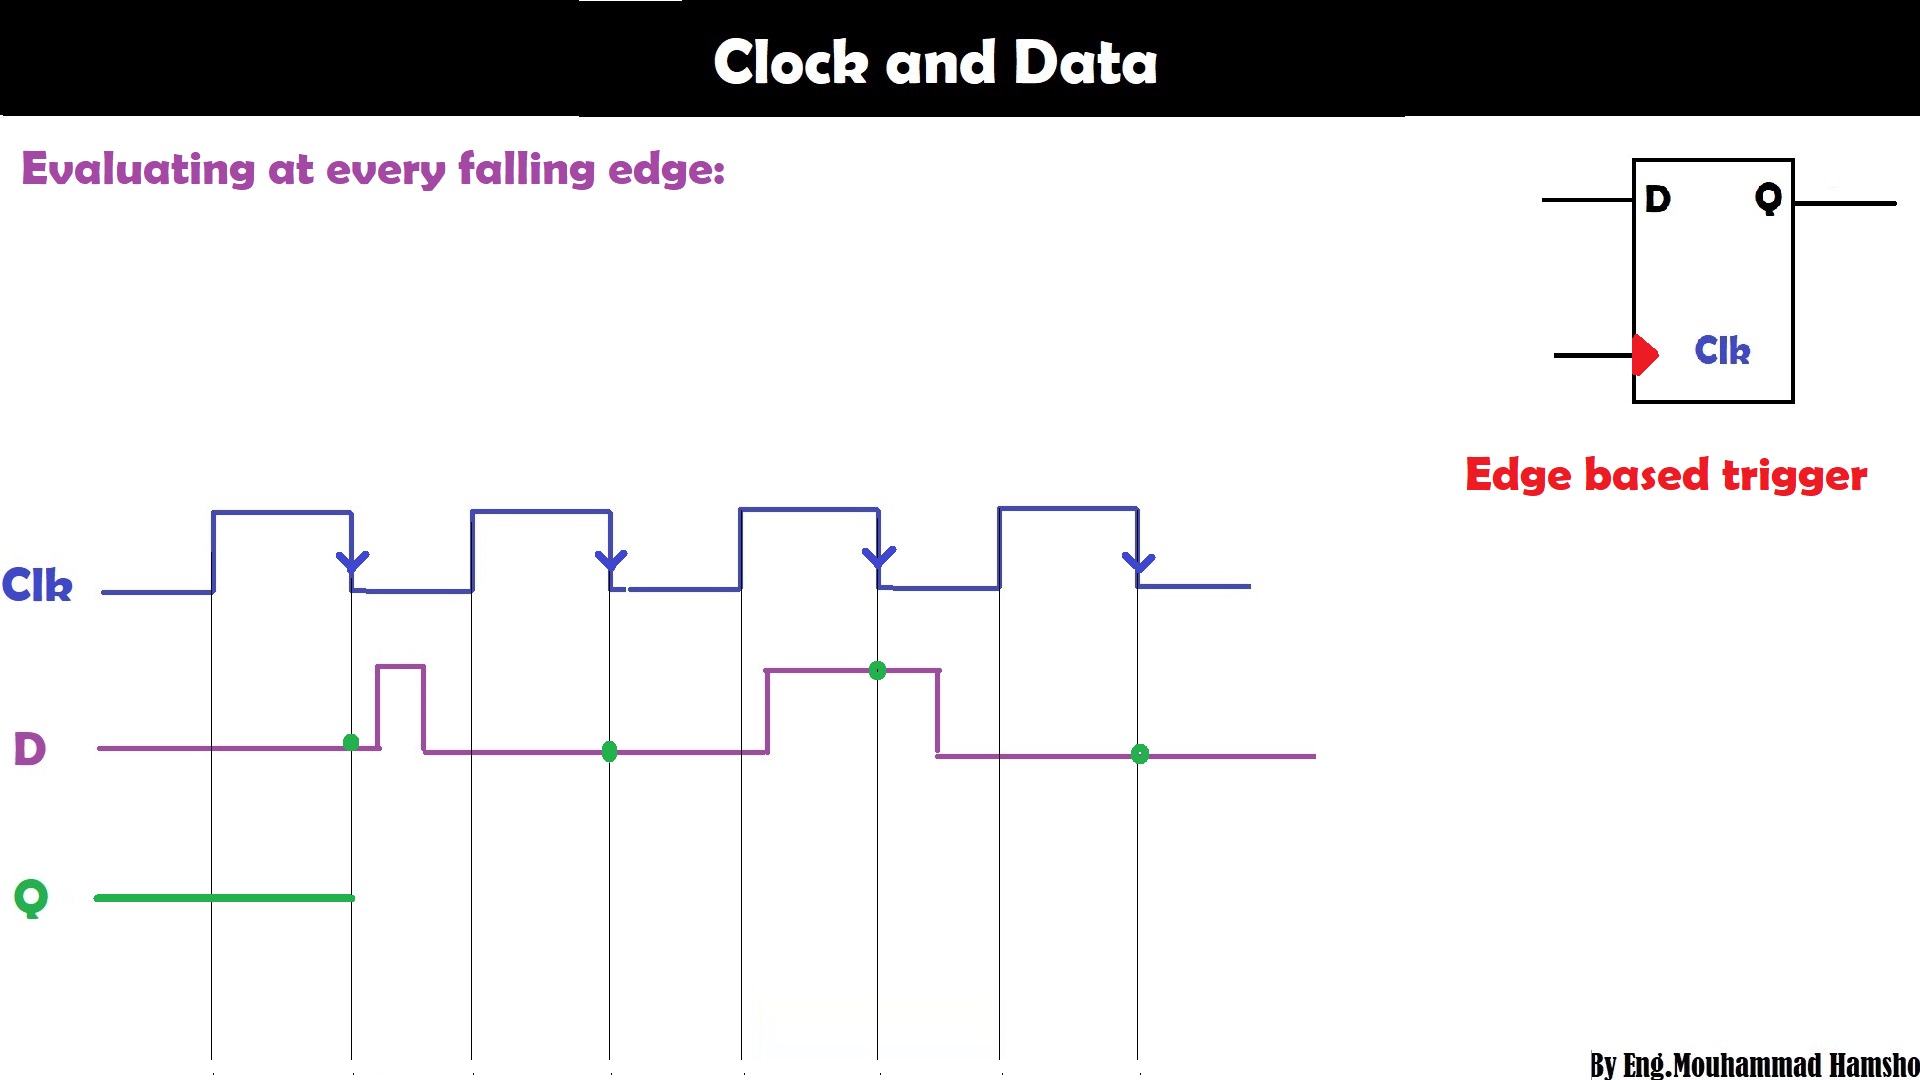 Clock and Data
Evaluating at every falling edge:
D Q
Clk
Edge based trigger
Clk
D
Q
By Eng.Mouhammad Hamsho